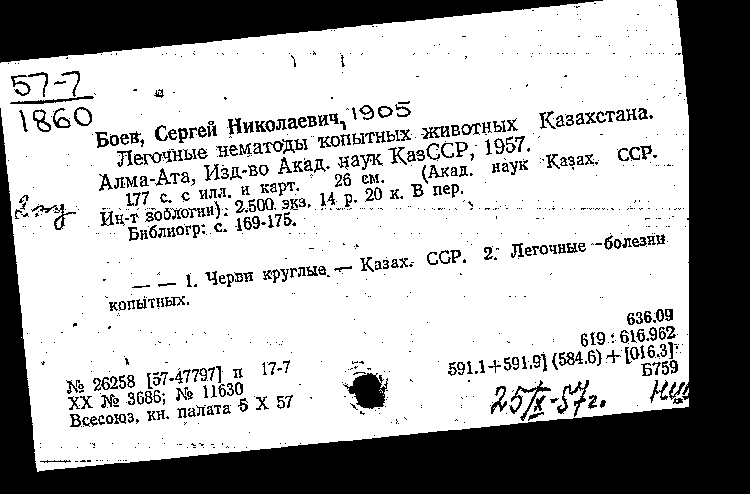 57-7
1860
Боев, Сергей Николаевич, 1905
Легочные нематоды копытных животных Казахстана.
Алма-Ата, Изд-во Акад. наук КазССР, 1957.
177 с. с илл. и карт. 26 см. (Акад. наук Казах. ССР.
Ин-т зоологии). 2.500 экз. 14 р. 20 к. В пер.
Библиогр: с. 169-175.
— — 1. Черви круглые — Казах. ССР. 2. Легочные болезни
копытных.
636.09
619 : 616.962
591.1+591.9] (584.6) + [016.3]
Б759
№ 26258 [57-47797] п 17-7
ХХ № 3686; № 11630
Всесоюз. кн. палата 5 X 57
25/X-57г.